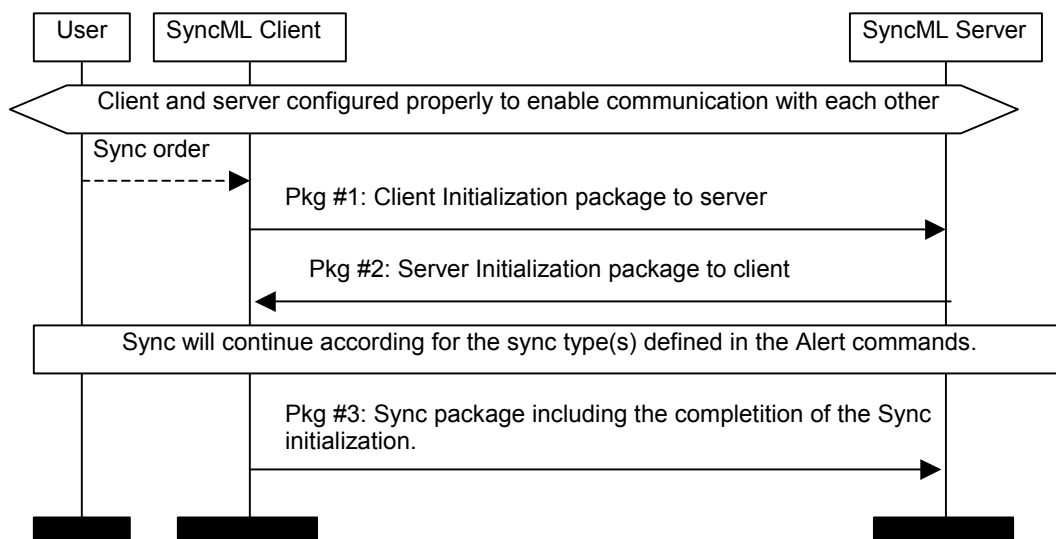 User
SyncML Client
SyncML Server
Client and server configured properly to enable communication with each other
Sync order
Pkg #1: Client Initialization package to server
Pkg #2: Server Initialization package to client
Sync will continue according for the sync type(s) defined in the Alert commands.
Pkg #3: Sync package including the completition of the Sync
initialization.